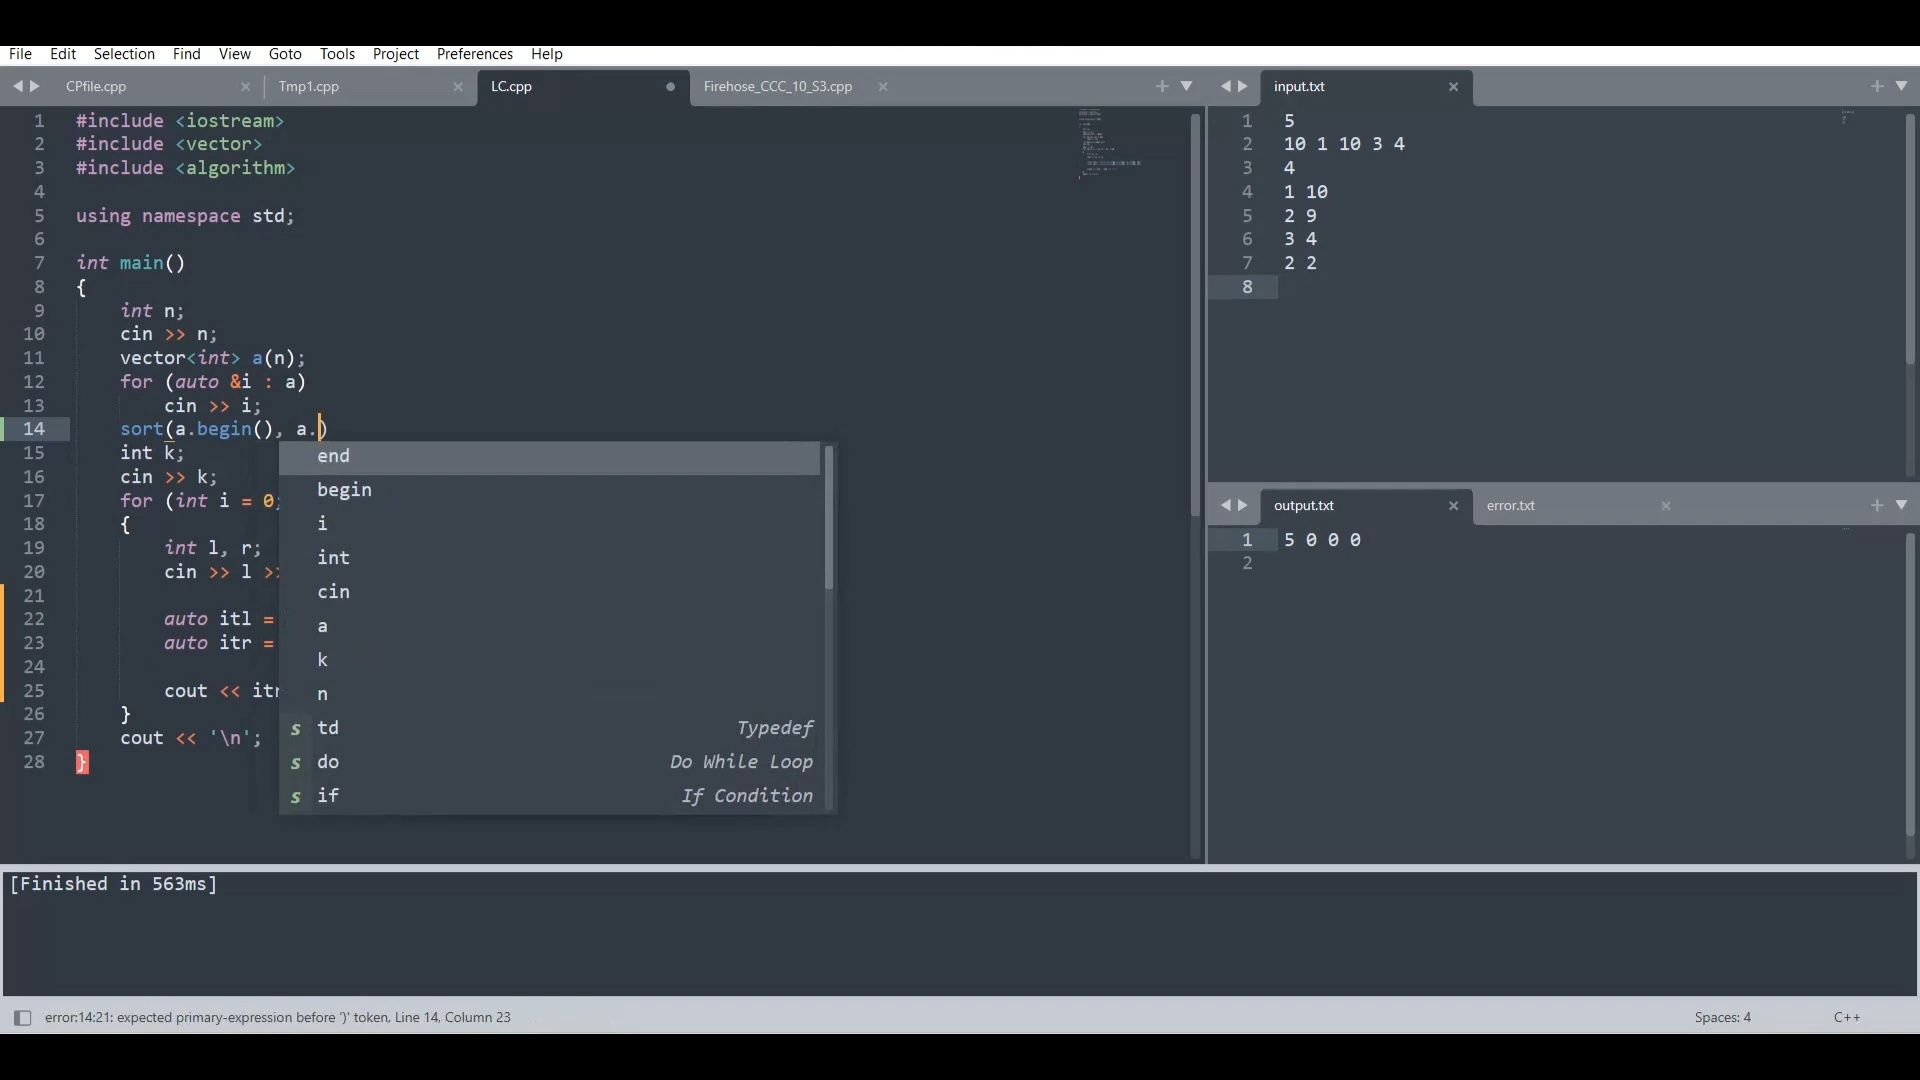 File Edit Selection Find View Goto Tools Project Preferences Help
CPfile.cpp × Tmp1.cpp × LC.cpp Firehose_CCC_10_S3.cpp ×
1 #include <iostream>
2 #include <vector>
3 #include <algorithm>
4
5 using namespace std;
6
7 int main()
8 {
9 int n;
10 cin >> n;
11 vector<int> a(n);
12 for (auto &i : a)
13 cin >> i;
14 sort(a.begin(), a.)
15 int k;
16 cin >> k;
17 for (int i = 0;
18 {
19 int l, r;
20 cin >> l >>
21
22 auto itl =
23 auto itr =
24
25 cout << itr
26 }
27 cout << '\n';
28 }
end
begin
i
int
cin
a
k
n
s td Typedef
s do Do While Loop
s if If Condition
input.txt ×
1 5
2 10 1 10 3 4
3 4
4 1 10
5 2 9
6 3 4
7 2 2
8
output.txt × error.txt ×
1 5 0 0 0
2
[Finished in 563ms]
error:14:21: expected primary-expression before ')' token, Line 14, Column 23 Spaces: 4 C++